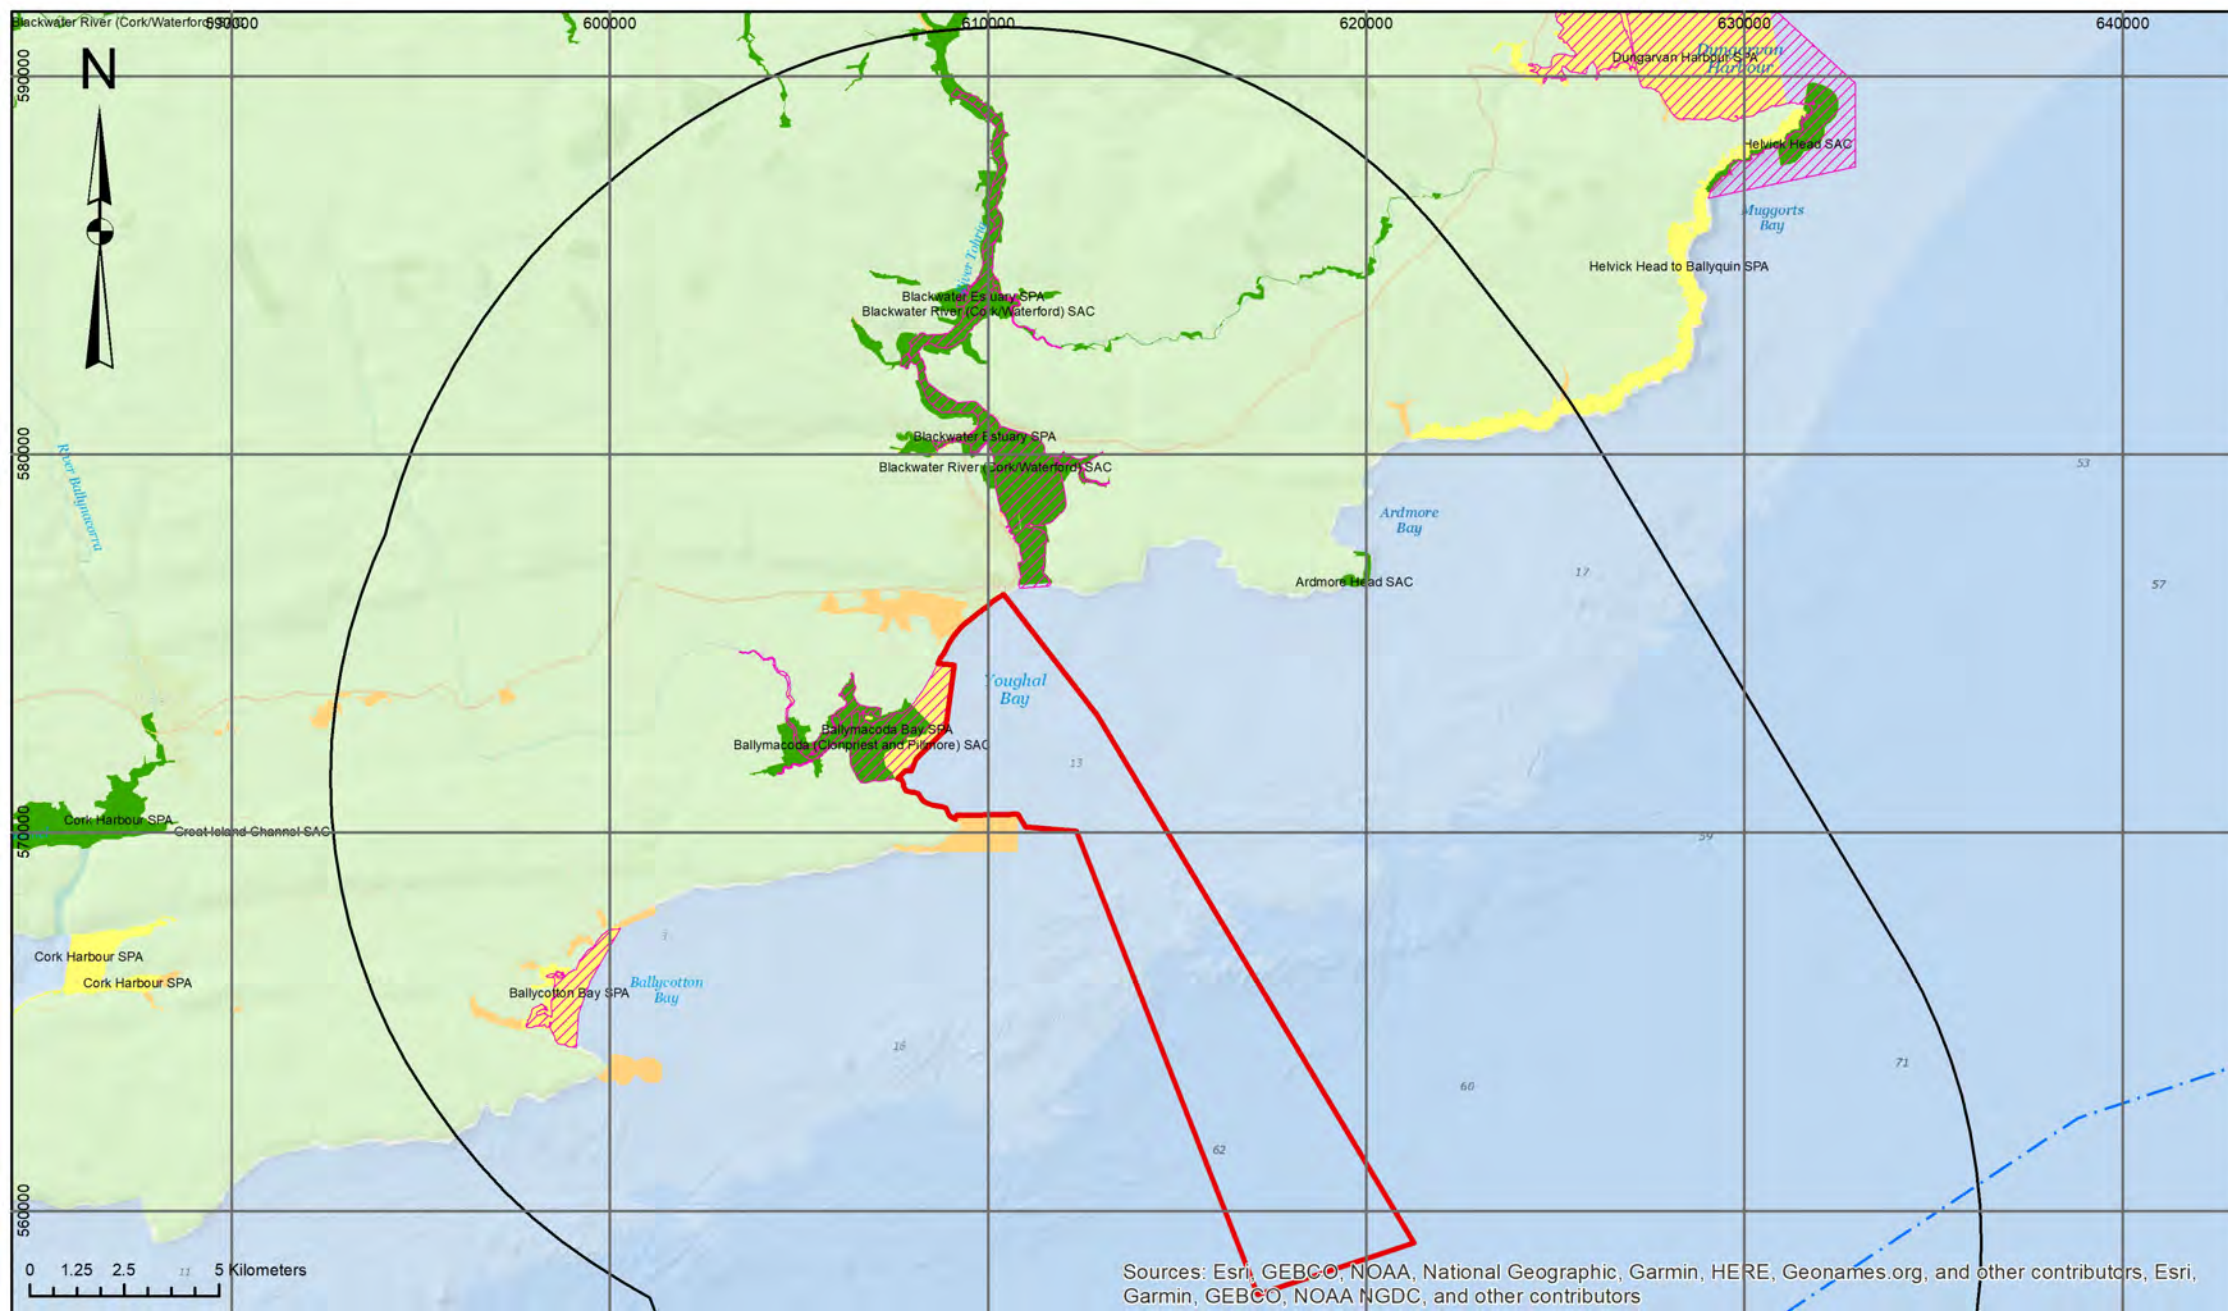 Blackwater River (Cork/Waterford) SAC
590000
600000
610000
620000
630000
640000
N
590000
Dungarvan Harbour SPA
Dungarvan
Harbour
Helvick Head SAC
Muggorts
Bay
Helvick Head to Ballyquin SPA
Blackwater Estuary SPA
Blackwater River (Cork/Waterford) SAC
Blackwater Estuary SPA
580000
Blackwater River (Cork/Waterford) SAC
River Ballynacorra
53
Ardmore
Bay
17
Ardmore Head SAC
57
Youghal
Bay
Ballymacoda Bay SPA
Ballymacoda (Clonpriest and Pillmore) SAC
13
Cork Harbour SPA
570000
Great Island Channel SAC
59
3
Cork Harbour SPA
Cork Harbour SPA
Ballycotton Bay SPA
Ballycotton
Bay
16
71
60
62
560000
0 1.25 2.5 5 Kilometers
11
Sources: Esri, GEBCO, NOAA, National Geographic, Garmin, HERE, Geonames.org, and other contributors, Esri,
Garmin, GEBCO, NOAA NGDC, and other contributors